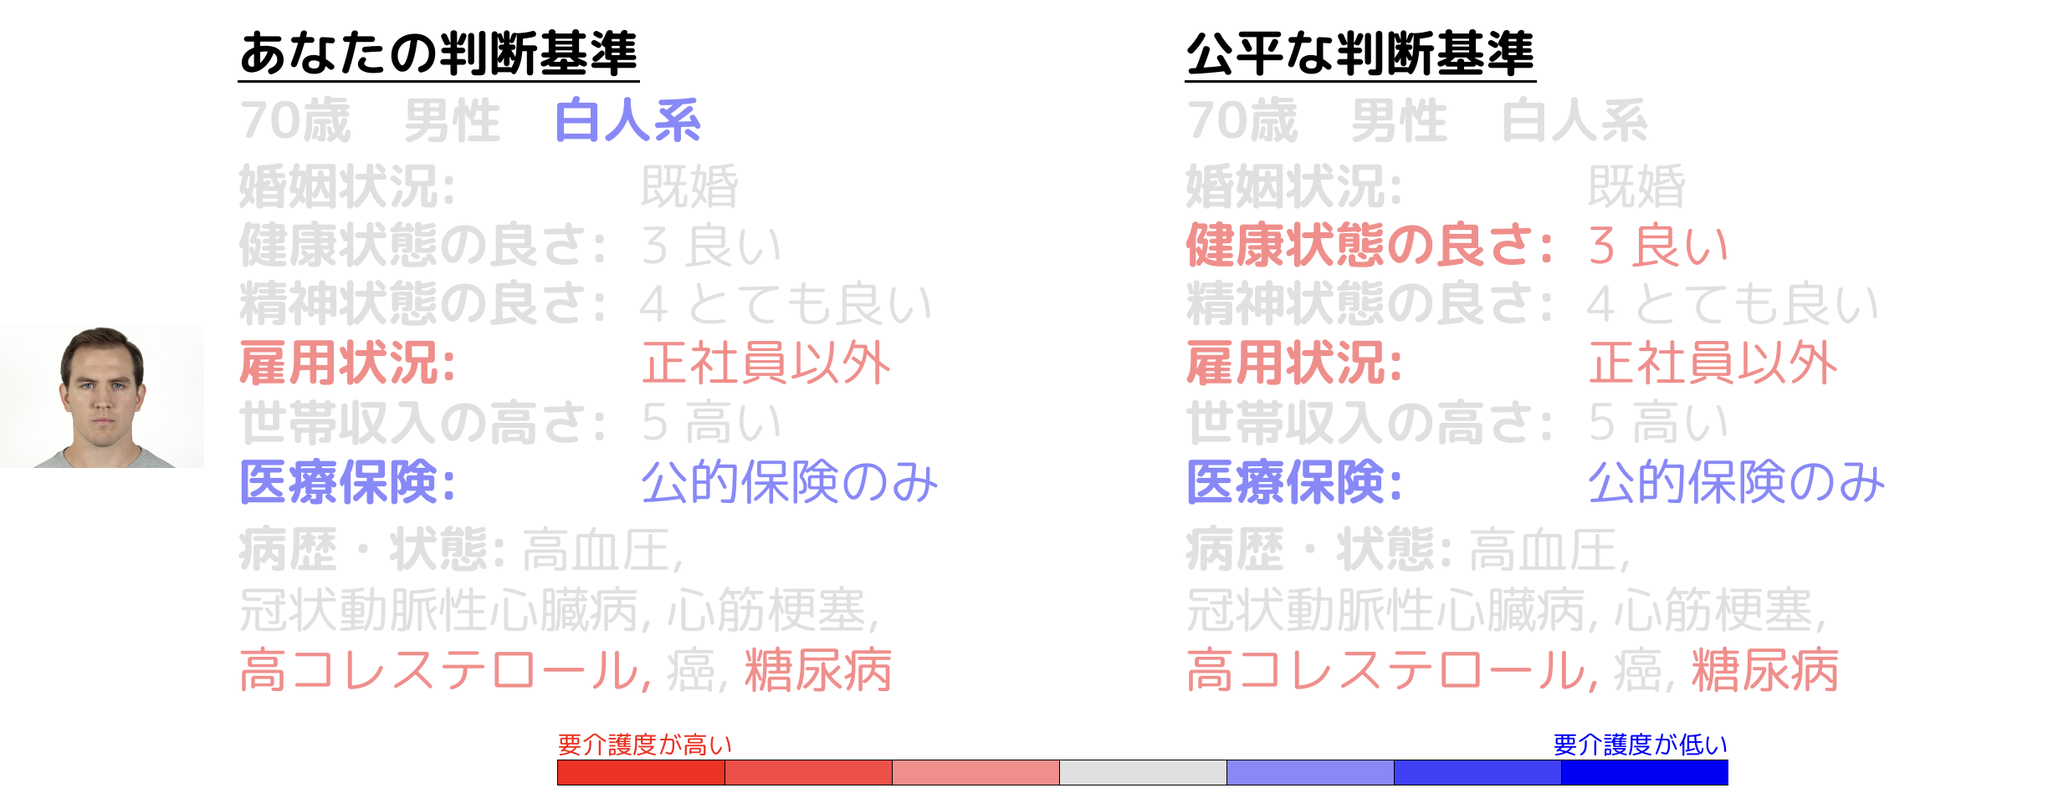 あなたの判断基準
70歳　男性　白人系
婚姻状況: 既婚
健康状態の良さ: 3 良い
精神状態の良さ: 4 とても良い
雇用状況: 正社員以外
世帯収入の高さ: 5 高い
医療保険: 公的保険のみ
病歴・状態: 高血圧,
冠状動脈性心臓病, 心筋梗塞,
高コレステロール, 癌, 糖尿病
公平な判断基準
70歳　男性　白人系
婚姻状況: 既婚
健康状態の良さ: 3 良い
精神状態の良さ: 4 とても良い
雇用状況: 正社員以外
世帯収入の高さ: 5 高い
医療保険: 公的保険のみ
病歴・状態: 高血圧,
冠状動脈性心臓病, 心筋梗塞,
高コレステロール, 癌, 糖尿病
要介護度が高い
要介護度が低い